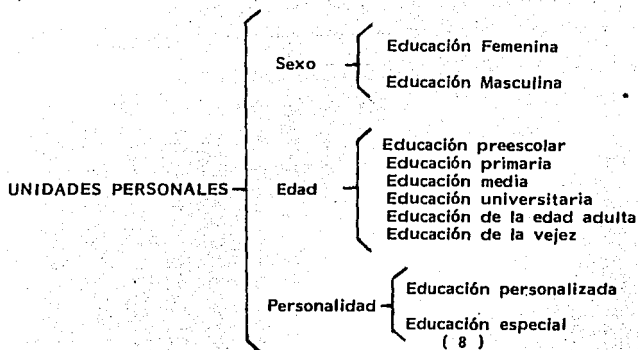 Educación Femenina
Sexo
Educación Masculina
Educación preescolar
Educación primaria
Educación media
UNIDADES PERSONALES
Edad
Educación universitaria
Educación de la edad adulta
Educación de la vejez
Educación personalizada
Personalidad
Educación especial
( 8 )